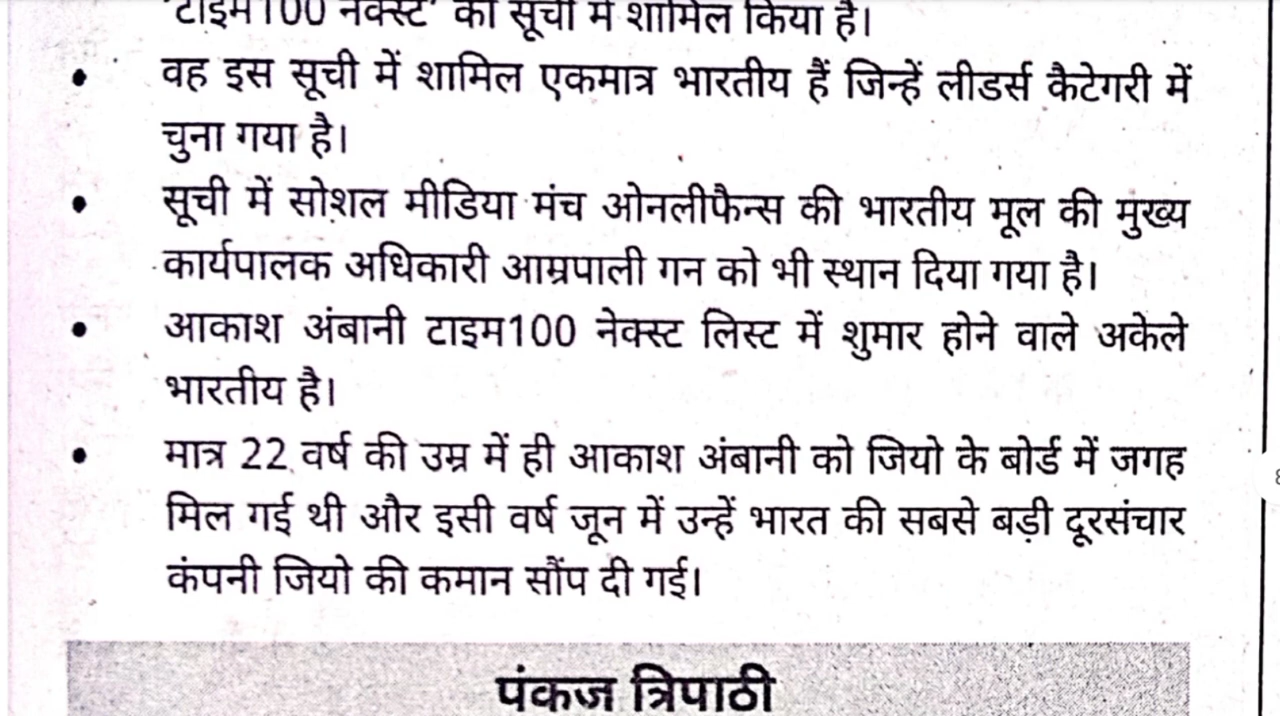 'टाइम100 नेक्स्ट' की सूची में शामिल किया है।
• वह इस सूची में शामिल एकमात्र भारतीय हैं जिन्हें लीडर्स कैटेगरी में
चुना गया है।
• सूची में सोशल मीडिया मंच ओनलीफैन्स की भारतीय मूल की मुख्य
कार्यपालक अधिकारी आम्रपाली गन को भी स्थान दिया गया है।
• आकाश अंबानी टाइम100 नेक्स्ट लिस्ट में शुमार होने वाले अकेले
भारतीय है।
• मात्र 22 वर्ष की उम्र में ही आकाश अंबानी को जियो के बोर्ड में जगह
मिल गई थी और इसी वर्ष जून में उन्हें भारत की सबसे बड़ी दूरसंचार
कंपनी जियो की कमान सौंप दी गई।
पंकज त्रिपाठी